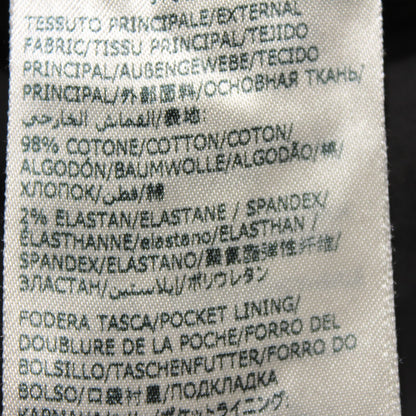 TESSUTO PRINCIPALE/EXTERNAL
FABRIC/TISSU PRINCIPAL/TEJIDO
PRINCIPAL/AUßENGEWEBE/TECIDO
PRINCIPAL/外部面料/ОСНОВНАЯ ТКАНЬ/
القماش الخارجي/表地:
98% COTONE/COTTON/COTON/
ALGODÓN/BAUMWOLLE/ALGODÃO/棉/
ХЛОПОК/قطن/綿
2% ELASTAN/ELASTANE / SPANDEX/
ÉLASTHANNE/elastano/ELASTHAN /
SPANDEX/ELASTANO/聚氨酯弹性纤维/
ЭЛАСТАН/إيلاستين/ポリウレタン
FODERA TASCA/POCKET LINING/
DOUBLURE DE LA POCHE/FORRO DEL
BOLSILLO/TASCHENFUTTER/FORRO DO
BOLSO/口袋衬里/ПОДКЛАДКА